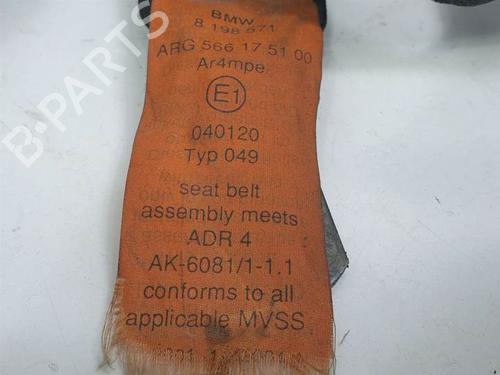 BMW
8 198 571
ARG 566 17 51 00
Ar4mpe
E1
040120
Typ 049
seat belt
assembly meets
ADR 4
AK-6081/1-1.1
conforms to all
applicable MVSS
B-PARTS